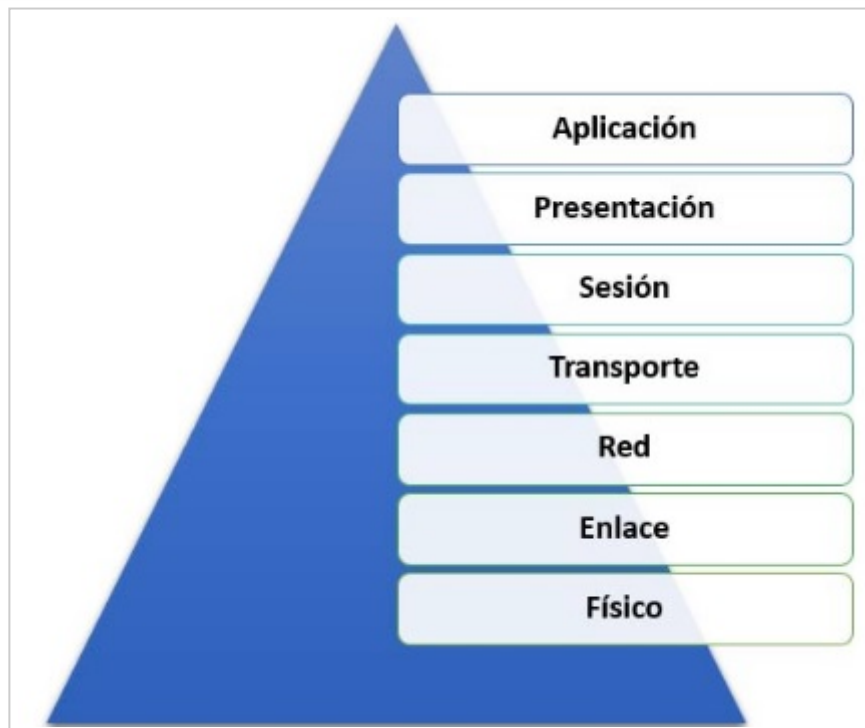 Aplicación
Presentación
Sesión
Transporte
Red
Enlace
Físico